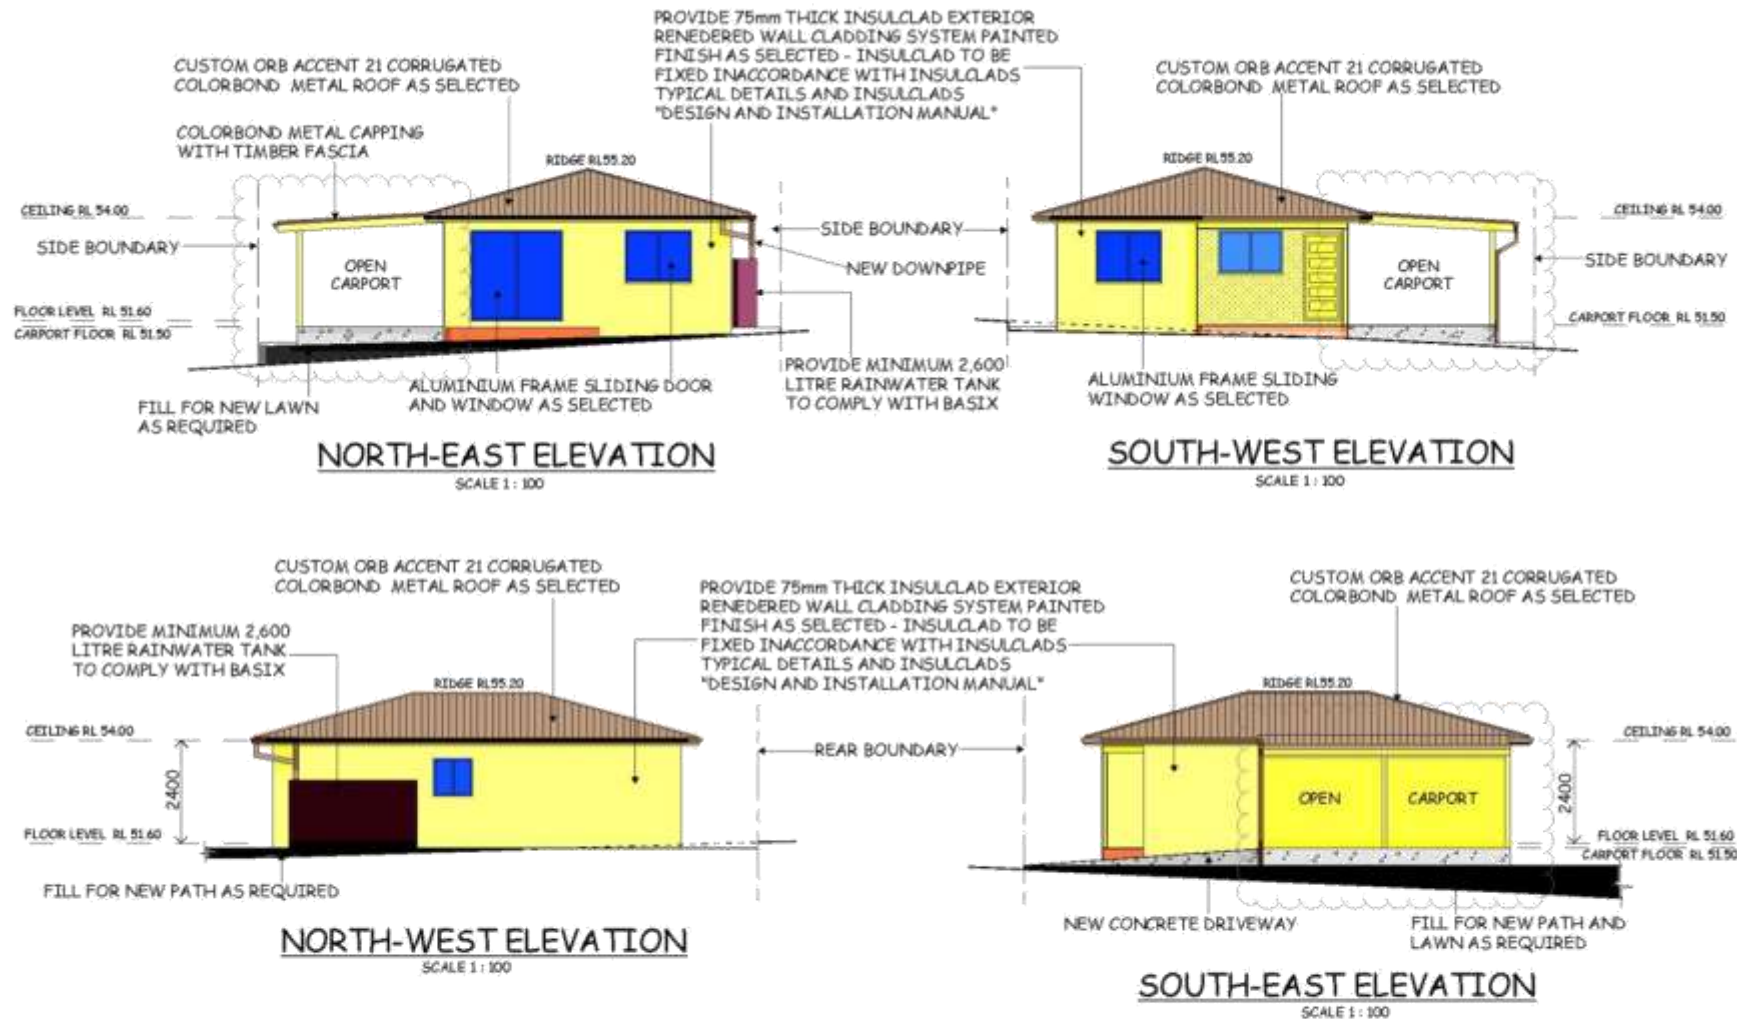 PROVIDE 75mm THICK INSULCLAD EXTERIOR
RENEDERED WALL CLADDING SYSTEM PAINTED
FINISH AS SELECTED - INSULCLAD TO BE
FIXED INACCORDANCE WITH INSULCLADS
TYPICAL DETAILS AND INSULCLADS
"DESIGN AND INSTALLATION MANUAL"
CUSTOM ORB ACCENT 21 CORRUGATED
COLORBOND METAL ROOF AS SELECTED
COLORBOND METAL CAPPING
WITH TIMBER FASCIA
RIDGE RL55.20
CEILING RL 54.00
SIDE BOUNDARY
OPEN
CARPORT
FLOOR LEVEL RL 51.60
CARPORT FLOOR RL 51.50
SIDE BOUNDARY
NEW DOWNPIPE
PROVIDE MINIMUM 2,600
LITRE RAINWATER TANK
TO COMPLY WITH BASIX
ALUMINIUM FRAME SLIDING DOOR
AND WINDOW AS SELECTED
FILL FOR NEW LAWN
AS REQUIRED
NORTH-EAST ELEVATION
SCALE 1 : 100
CUSTOM ORB ACCENT 21 CORRUGATED
COLORBOND METAL ROOF AS SELECTED
RIDGE RL55.20
CEILING RL 54.00
SIDE BOUNDARY
OPEN
CARPORT
CARPORT FLOOR RL 51.50
ALUMINIUM FRAME SLIDING
WINDOW AS SELECTED
SOUTH-WEST ELEVATION
SCALE 1 : 100
CUSTOM ORB ACCENT 21 CORRUGATED
COLORBOND METAL ROOF AS SELECTED
PROVIDE MINIMUM 2,600
LITRE RAINWATER TANK
TO COMPLY WITH BASIX
PROVIDE 75mm THICK INSULCLAD EXTERIOR
RENEDERED WALL CLADDING SYSTEM PAINTED
FINISH AS SELECTED - INSULCLAD TO BE
FIXED INACCORDANCE WITH INSULCLADS
TYPICAL DETAILS AND INSULCLADS
"DESIGN AND INSTALLATION MANUAL"
RIDGE RL55.20
CEILING RL 54.00
2400
FLOOR LEVEL RL 51.60
REAR BOUNDARY
FILL FOR NEW PATH AS REQUIRED
NORTH-WEST ELEVATION
SCALE 1 : 100
CUSTOM ORB ACCENT 21 CORRUGATED
COLORBOND METAL ROOF AS SELECTED
RIDGE RL55.20
CEILING RL 54.00
OPEN
CARPORT
2400
FLOOR LEVEL RL 51.60
CARPORT FLOOR RL 51.50
NEW CONCRETE DRIVEWAY
FILL FOR NEW PATH AND
LAWN AS REQUIRED
SOUTH-EAST ELEVATION
SCALE 1 : 100